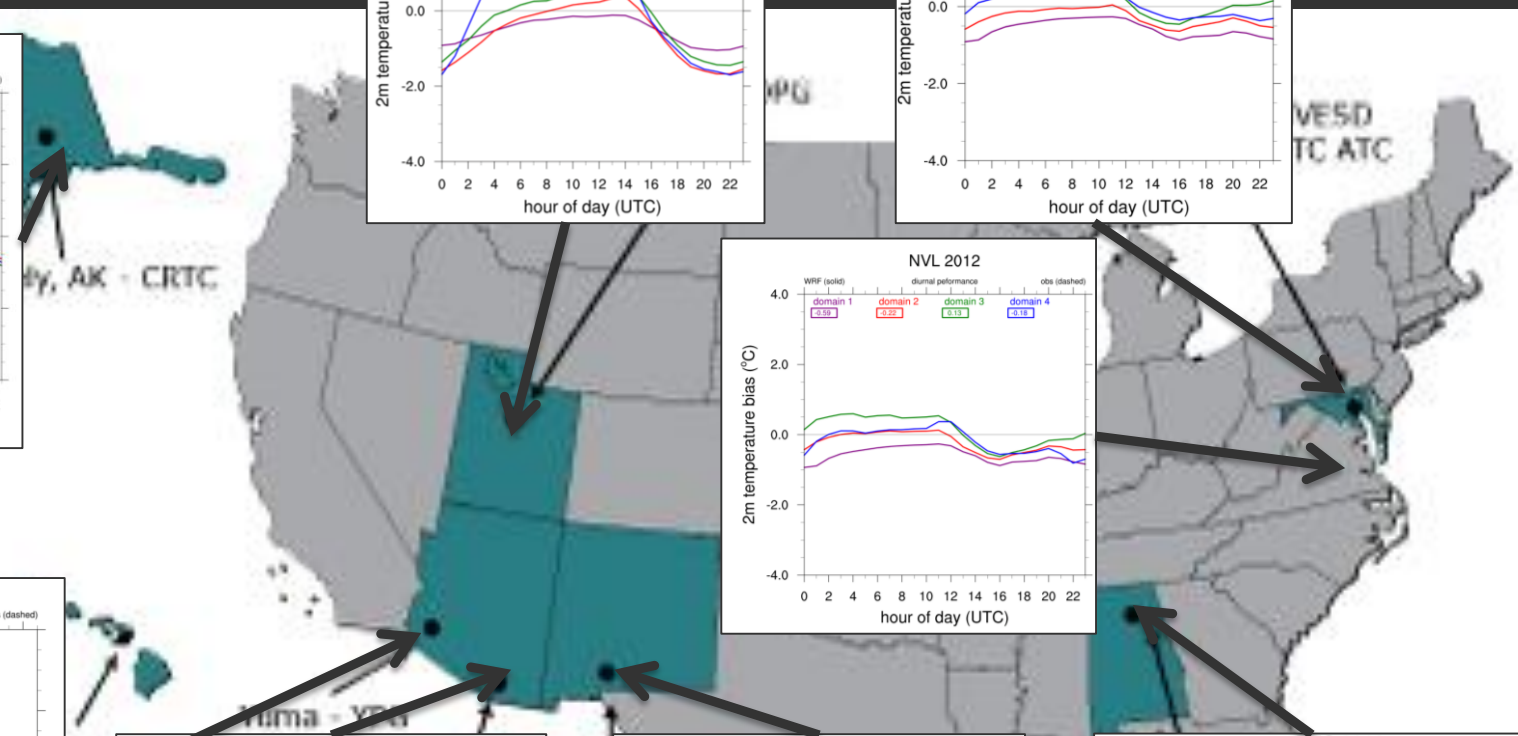 2m temperatu
0.0
-2.0
-4.0
0 2 4 6 8 10 12 14 16 18 20 22
hour of day (UTC)
2m temperatu
0.0
-2.0
-4.0
0 2 4 6 8 10 12 14 16 18 20 22
hour of day (UTC)
DPG
VESD
TC ATC
ly, AK - CRTC
NVL 2012
WRF (solid) diurnal peformance obs (dashed)
domain 1 domain 2 domain 3 domain 4
-0.59 -0.22 0.13 -0.18
2m temperature bias (°C)
4.0
2.0
0.0
-2.0
-4.0
0 2 4 6 8 10 12 14 16 18 20 22
hour of day (UTC)
(dashed)
Yuma - YPG